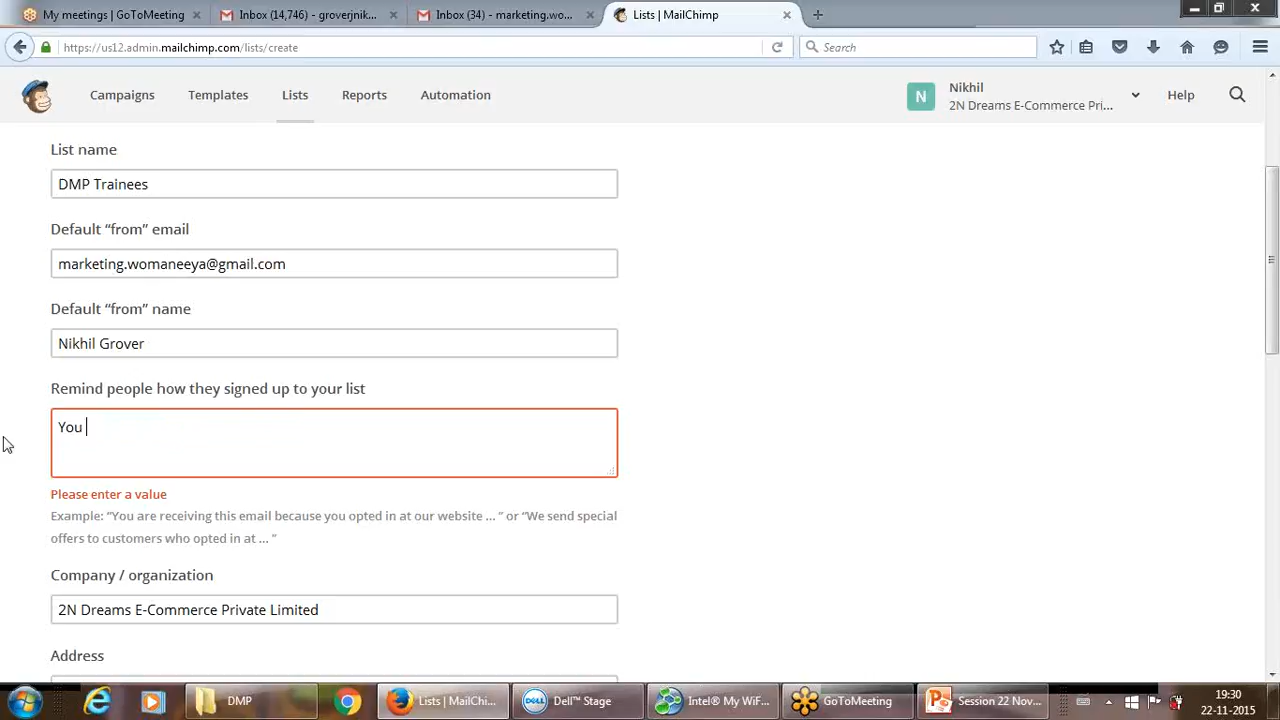 My meetings | GoToMeeting
Inbox (14,746) - groverjnik...
Inbox (34) - marketing.wo...
Lists | MailChimp
https://us12.admin.mailchimp.com/lists/create
Search
Campaigns
Templates
Lists
Reports
Automation
N
Nikhil
2N Dreams E-Commerce Pri...
Help
List name
DMP Trainees
Default “from” email
marketing.womaneeya@gmail.com
Default “from” name
Nikhil Grover
Remind people how they signed up to your list
You
Please enter a value
Example: “You are receiving this email because you opted in at our website ... ” or “We send special
offers to customers who opted in at ... ”
Company / organization
2N Dreams E-Commerce Private Limited
Address
DMP
Lists | MailChi...
DELL
Dell™ Stage
Intel® My WiF...
GoToMeeting
Session 22 Nov...
19:30
22-11-2015